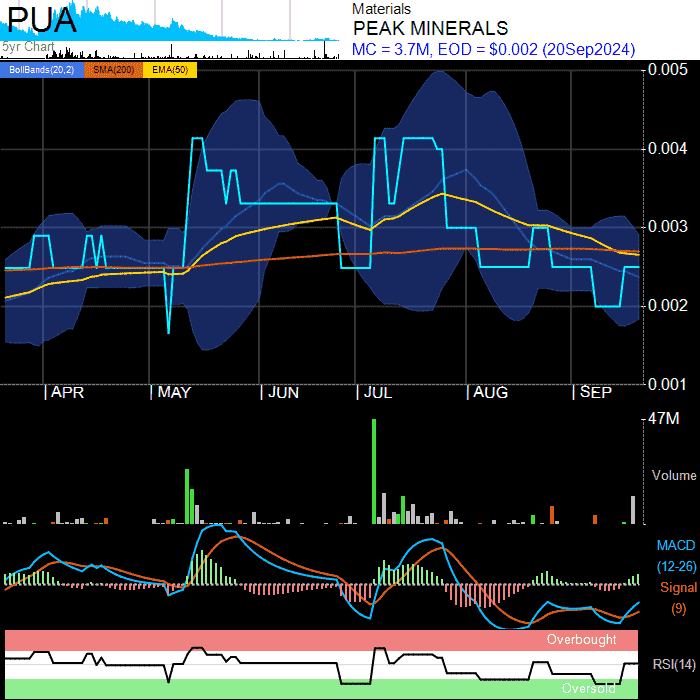 PUA
5yr Chart
Materials
PEAK MINERALS
MC = 3.7M, EOD = $0.002 (20Sep2024)
BollBands(20,2) SMA(200) EMA(50)
0.005
0.004
0.003
0.002
0.001
APR MAY JUN JUL AUG SEP
47M
Volume
MACD
(12-26)
Signal
(9)
Overbought
RSI(14)
Oversold